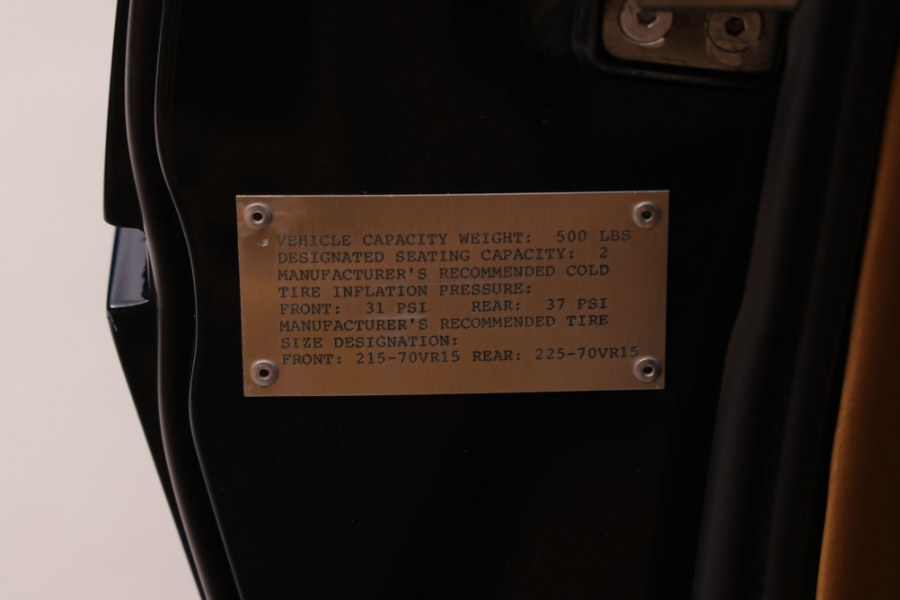 VEHICLE CAPACITY WEIGHT: 500 LBS
DESIGNATED SEATING CAPACITY: 2
MANUFACTURER'S RECOMMENDED COLD
TIRE INFLATION PRESSURE:
FRONT: 31 PSI REAR: 37 PSI
MANUFACTURER'S RECOMMENDED TIRE
SIZE DESIGNATION:
FRONT: 215-70VR15 REAR: 225-70VR15